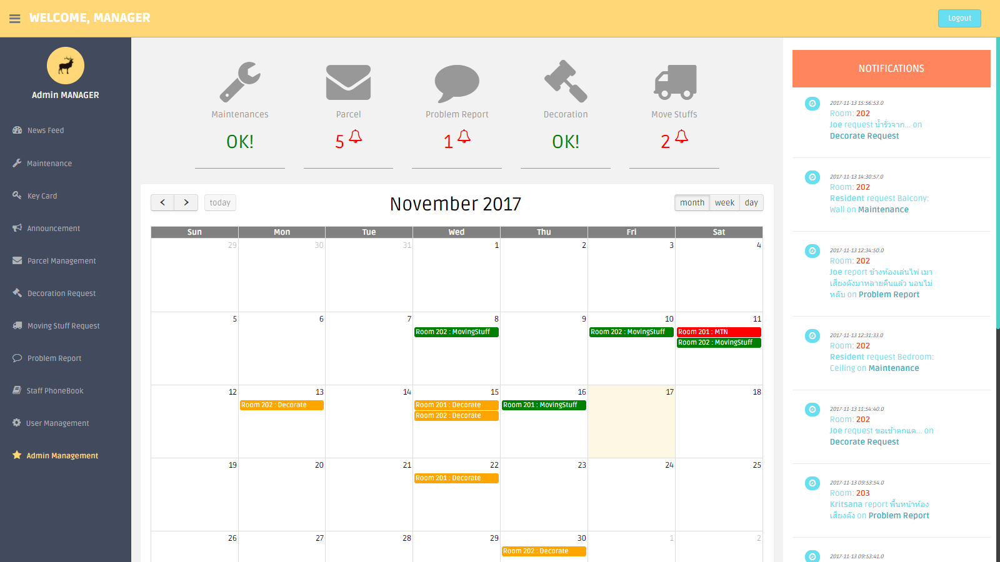 WELCOME, MANAGER
Logout
Admin MANAGER
News Feed
Maintenance
Key Card
Announcement
Parcel Management
Decoration Request
Moving Stuff Request
Problem Report
Staff PhoneBook
User Management
Admin Management
Maintenances
Parcel
Problem Report
Decoration
Move Stuffs
OK!
5
1
OK!
2
today
November 2017
month week day
Sun Mon Tue Wed Thu Fri Sat
29 30 31 1 2 3 4
5 6 7 8 9 10 11
Room 202 : MovingStuff
Room 202 : MovingStuff
Room 201 : MTN
Room 202 : MovingStuff
12 13 14 15 16 17 18
Room 202 : Decorate
Room 201 : Decorate
Room 202 : Decorate
Room 201 : MovingStuff
19 20 21 22 23 24 25
Room 201 : Decorate
26 27 28 29 30 1 2
Room 202 : Decorate
NOTIFICATIONS
2017-11-13 15:56:53.0
Room: 202
Joe request น้ำรั่วจาก... on
Decorate Request
2017-11-13 14:30:57.0
Room: 202
Resident request Balcony:
Wall on Maintenance
2017-11-13 12:34:50.0
Room: 202
Joe report ข้างห้องเล่นไพ่ เมา
เสียงดังมาหลายคืนแล้ว นอนไม่
หลับ on Problem Report
2017-11-13 12:31:33.0
Room: 202
Resident request Bedroom:
Ceiling on Maintenance
2017-11-13 11:54:40.0
Room: 202
Joe request ขอเข้าตกแต... on
Decorate Request
2017-11-13 09:53:54.0
Room: 203
Kritsana report พื้นหน้าห้อง
เสียงดัง on Problem Report
2017-11-13 09:53:41.0